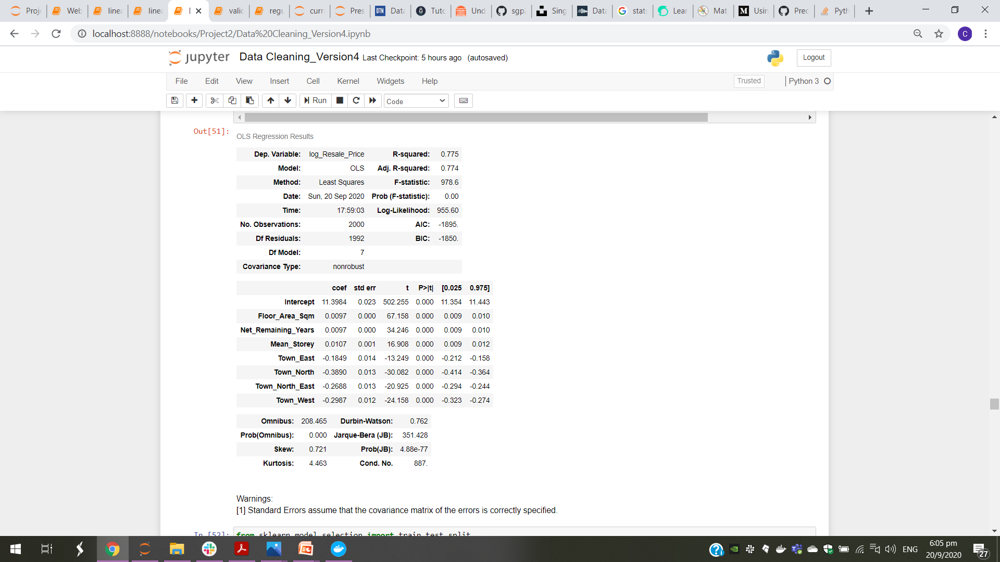 Proje Web linea linea D valid regu curri Pres DTN Data Tuto Und sgp2 Sing Data G stats Lear Mat M Usin Prec Pyth
localhost:8888/notebooks/Project2/Data%20Cleaning_Version4.ipynb C
jupyter Data Cleaning_Version4 Last Checkpoint: 5 hours ago (autosaved) Logout
File Edit View Insert Cell Kernel Widgets Help Trusted Python 3
Run Code
Out[51]:
OLS Regression Results
Dep. Variable: log_Resale_Price R-squared: 0.775
Model: OLS Adj. R-squared: 0.774
Method: Least Squares F-statistic: 978.6
Date: Sun, 20 Sep 2020 Prob (F-statistic): 0.00
Time: 17:59:03 Log-Likelihood: 955.60
No. Observations: 2000 AIC: -1895.
Df Residuals: 1992 BIC: -1850.
Df Model: 7
Covariance Type: nonrobust
coef std err t P>|t| [0.025 0.975]
Intercept 11.3984 0.023 502.255 0.000 11.354 11.443
Floor_Area_Sqm 0.0097 0.000 67.158 0.000 0.009 0.010
Net_Remaining_Years 0.0097 0.000 34.246 0.000 0.009 0.010
Mean_Storey 0.0107 0.001 16.908 0.000 0.009 0.012
Town_East -0.1849 0.014 -13.249 0.000 -0.212 -0.158
Town_North -0.3890 0.013 -30.082 0.000 -0.414 -0.364
Town_North_East -0.2688 0.013 -20.925 0.000 -0.294 -0.244
Town_West -0.2987 0.012 -24.158 0.000 -0.323 -0.274
Omnibus: 208.465 Durbin-Watson: 0.762
Prob(Omnibus): 0.000 Jarque-Bera (JB): 351.428
Skew: 0.721 Prob(JB): 4.88e-77
Kurtosis: 4.463 Cond. No. 887.
Warnings:
[1] Standard Errors assume that the covariance matrix of the errors is correctly specified.
In [52]: from sklearn.model_selection import train_test_split
ENG 6:05 pm
20/9/2020 27